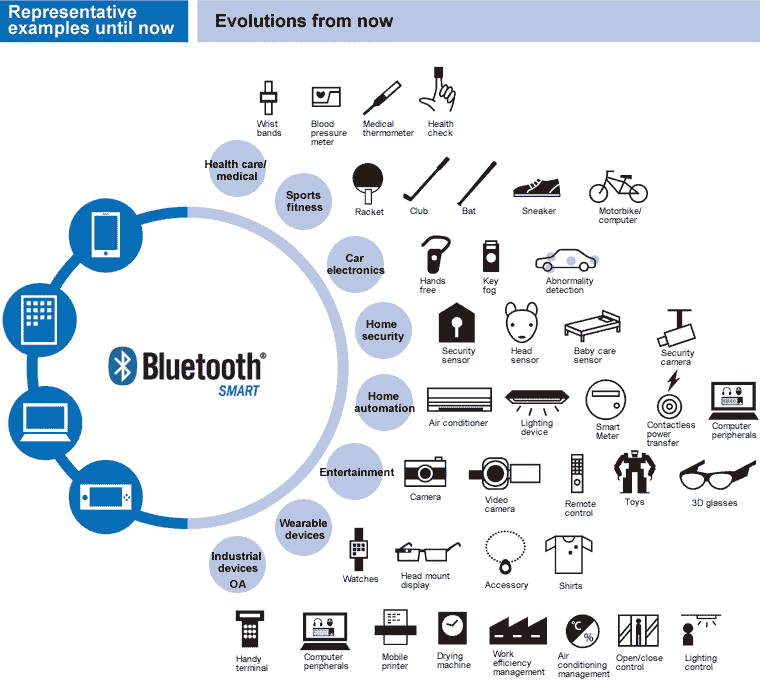 Representative
examples until now
Evolutions from now
Wrist
bands
Blood
pressure
meter
Medical
thermometer
Health
check
Health care/
medical
Sports
fitness
Racket
Club
Bat
Sneaker
Motorbike/
computer
Car
electronics
Hands
free
Key
fog
Abnormality
detection
Home
security
Security
sensor
Head
sensor
Baby care
sensor
Security
camera
Bluetooth®
SMART
Home
automation
Air conditioner
Lighting
device
Smart
Meter
Contactless
power
transfer
Computer
peripherals
Entertainment
Camera
Video
camera
Remote
control
Toys
3D glasses
Wearable
devices
Watches
Head mount
display
Accessory
Shirts
Industrial
devices
OA
Handy
terminal
Computer
peripherals
Mobile
printer
Drying
machine
Work
efficiency
management
°C
%
Air
conditioning
management
Open/close
control
Lighting
control